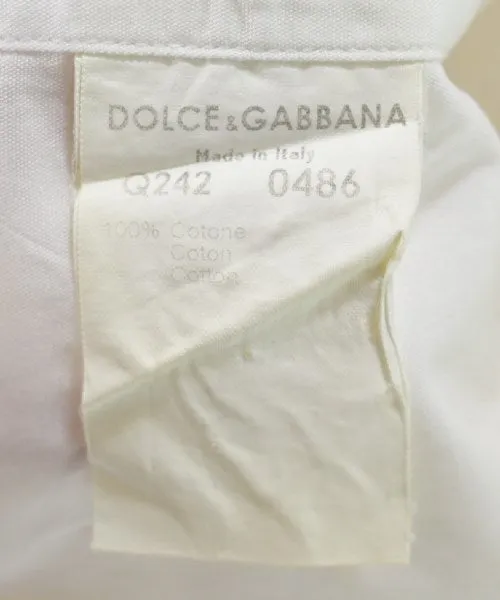 DOLCE&GABBANA
Made in Italy
Q242 0486
100% Cotone
Coton
Cotton